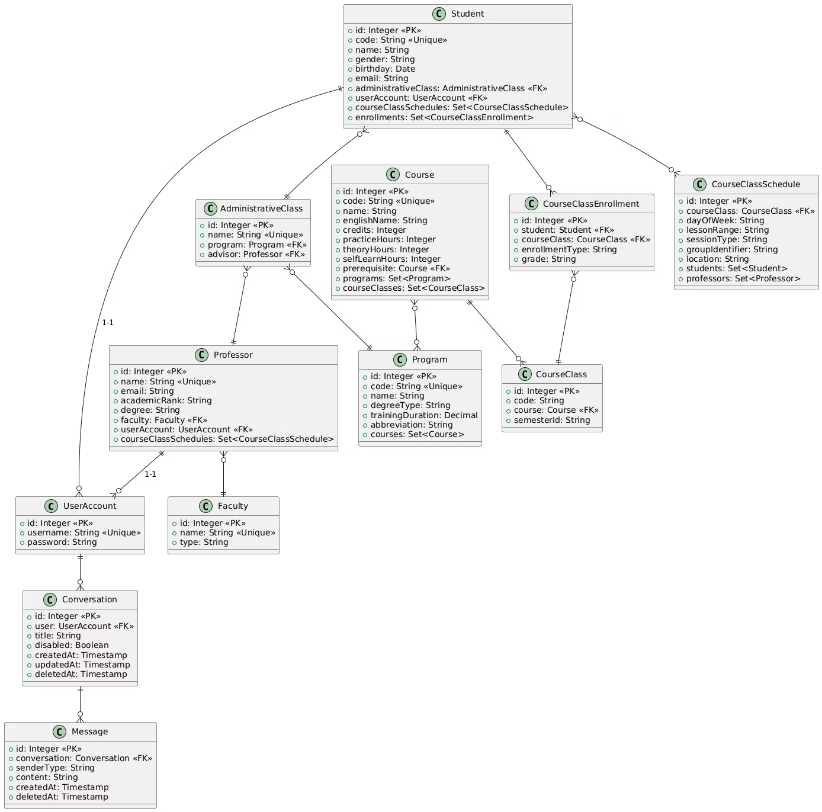 C Student
id: Integer «PK»
code: String «Unique»
name: String
gender: String
birthday: Date
email: String
administrativeClass: AdministrativeClass «FK»
userAccount: UserAccount «FK»
courseClassSchedules: Set<CourseClassSchedule>
enrollments: Set<CourseClassEnrollment>
C Course
id: Integer «PK»
code: String «Unique»
name: String
englishName: String
credits: Integer
practiceHours: Integer
theoryHours: Integer
selfLearnHours: Integer
prerequisite: Course «FK»
programs: Set<Program>
courseClasses: Set<CourseClass>
C CourseClassSchedule
id: Integer «PK»
courseClass: CourseClass «FK»
dayOfWeek: String
lessonRange: String
sessionType: String
groupIdentifier: String
location: String
students: Set<Student>
professors: Set<Professor>
C AdministrativeClass
id: Integer «PK»
name: String «Unique»
program: Program «FK»
advisor: Professor «FK»
C CourseClassEnrollment
id: Integer «PK»
student: Student «FK»
courseClass: CourseClass «FK»
enrollmentType: String
grade: String
1-1
C Professor
id: Integer «PK»
name: String «Unique»
email: String
academicRank: String
degree: String
faculty: Faculty «FK»
userAccount: UserAccount «FK»
courseClassSchedules: Set<CourseClassSchedule>
C Program
id: Integer «PK»
code: String «Unique»
name: String
degreeType: String
trainingDuration: Decimal
abbreviation: String
courses: Set<Course>
C CourseClass
id: Integer «PK»
code: String
course: Course «FK»
semesterId: String
1-1
C UserAccount
id: Integer «PK»
username: String «Unique»
password: String
C Faculty
id: Integer «PK»
name: String «Unique»
type: String
C Conversation
id: Integer «PK»
user: UserAccount «FK»
title: String
disabled: Boolean
createdAt: Timestamp
updatedAt: Timestamp
deletedAt: Timestamp
C Message
id: Integer «PK»
conversation: Conversation «FK»
senderType: String
content: String
createdAt: Timestamp
deletedAt: Timestamp